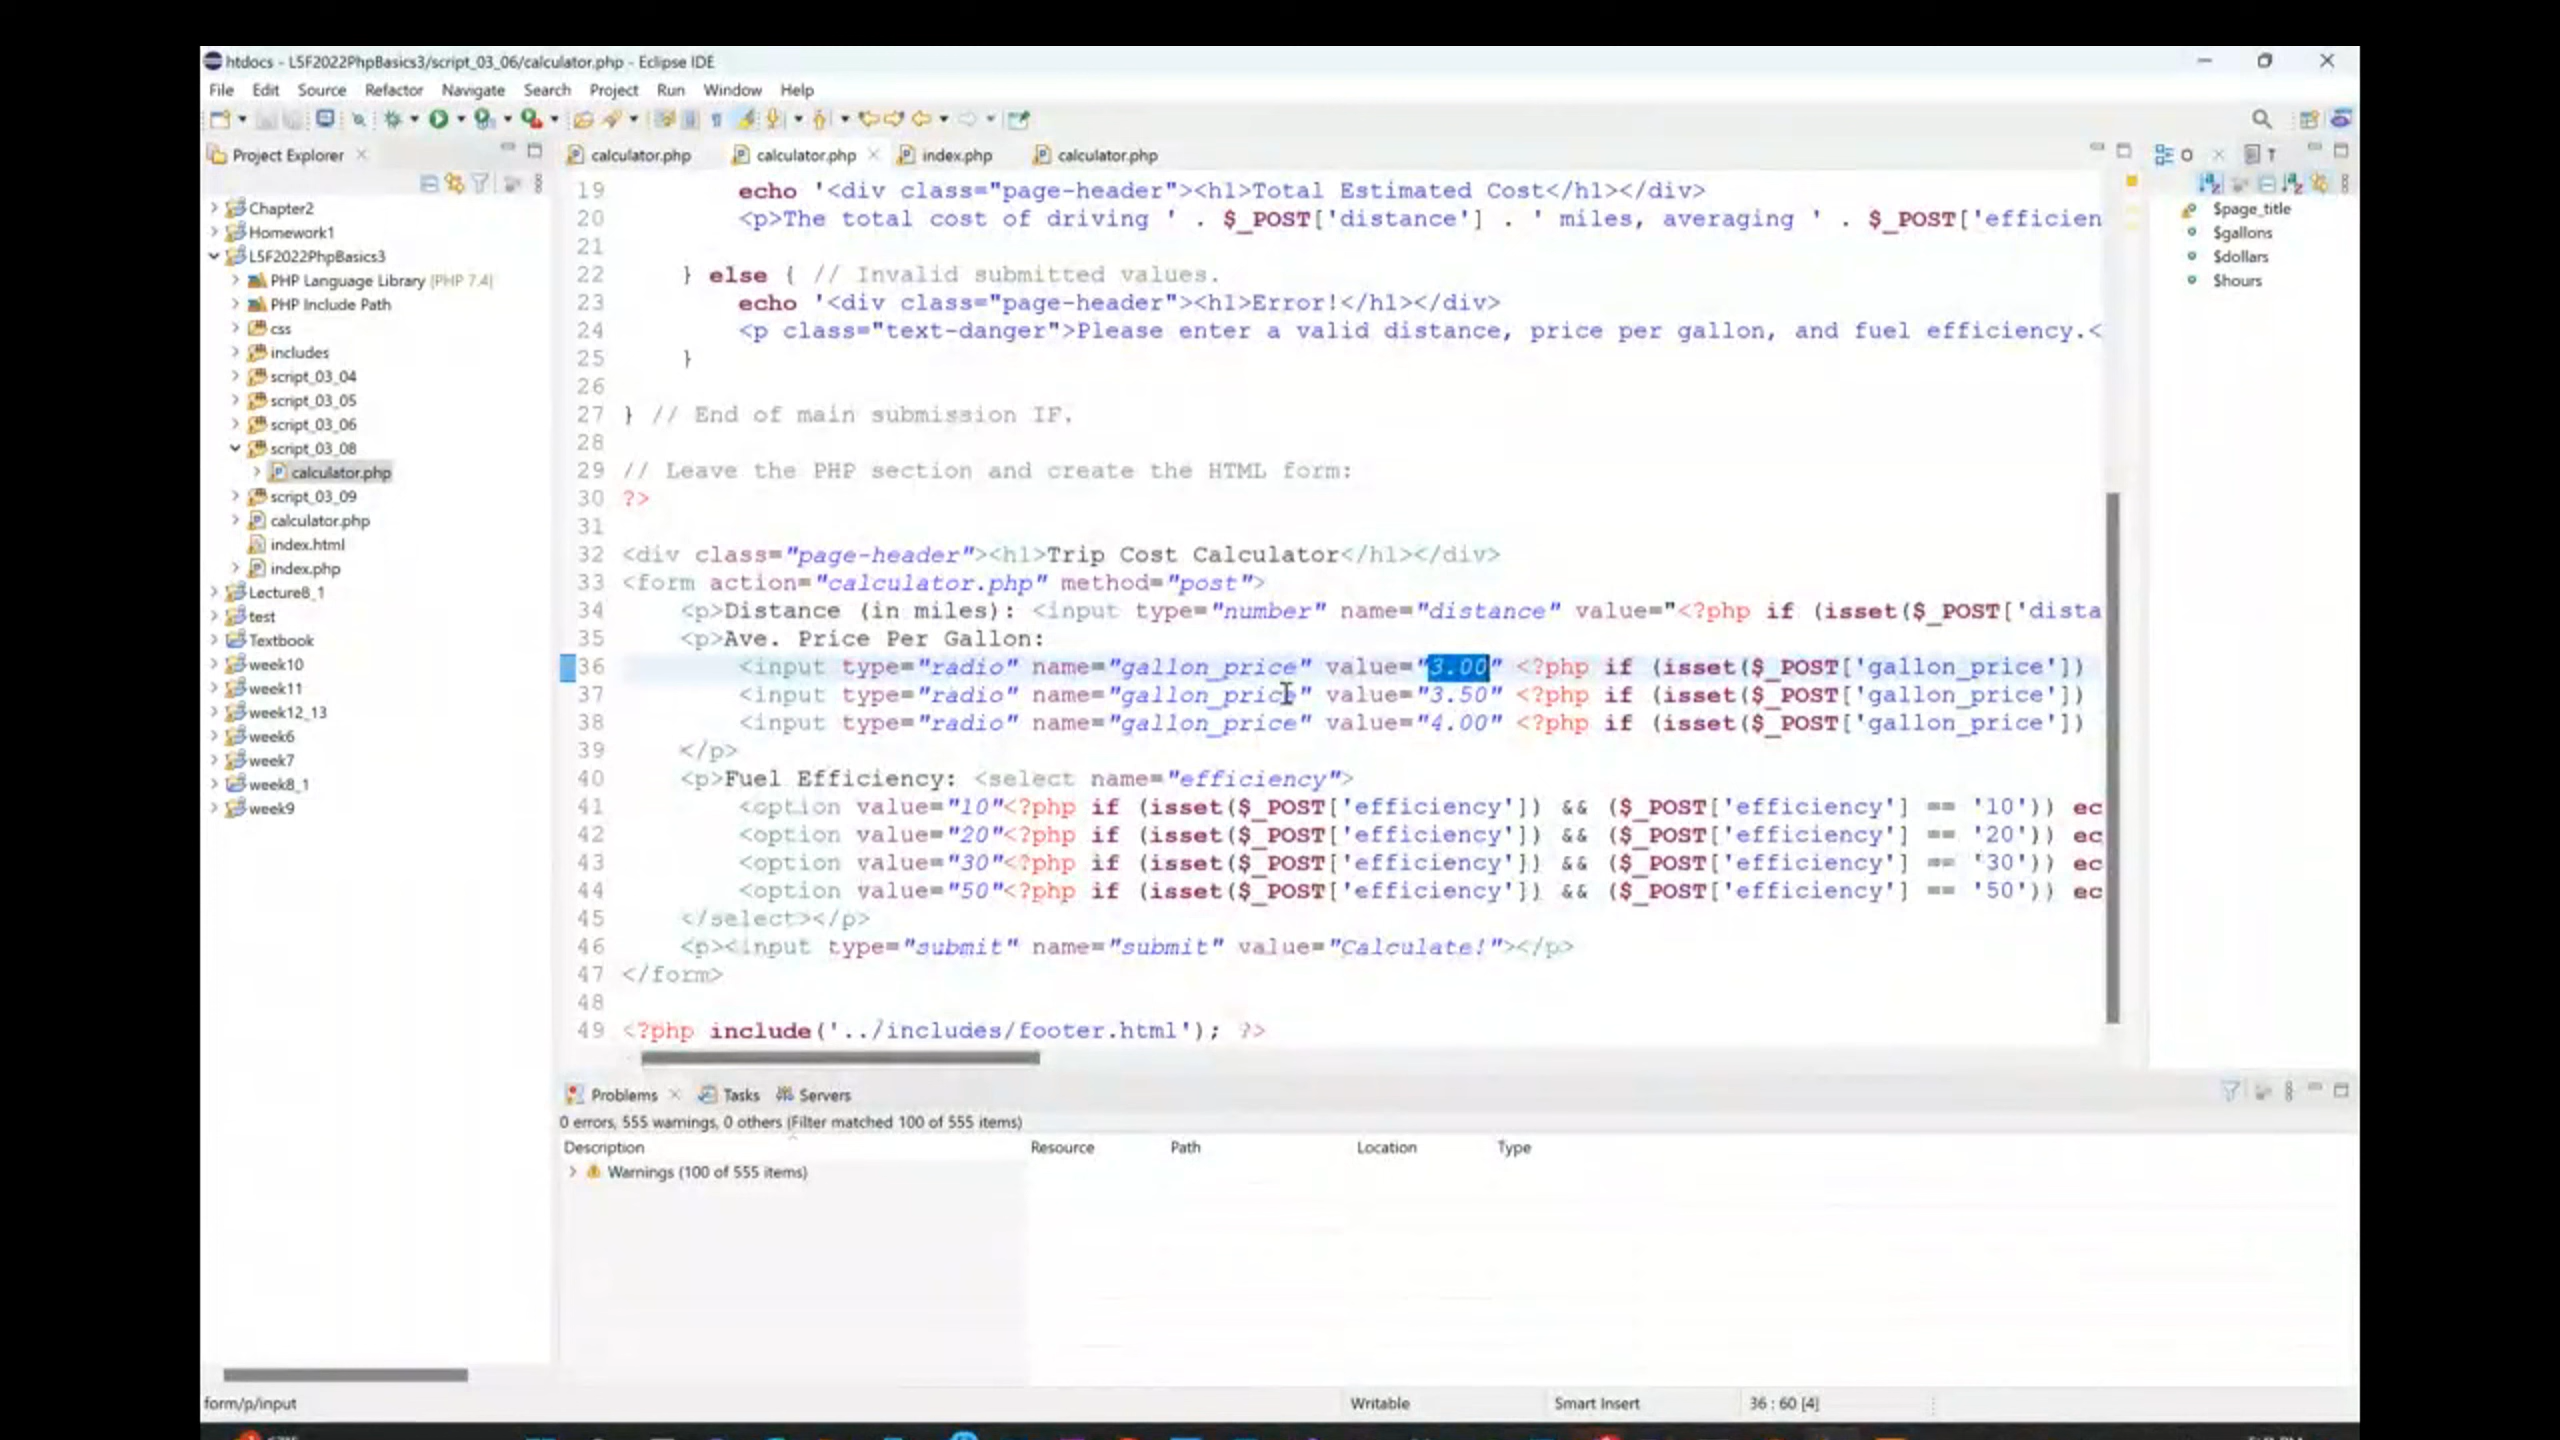 htdocs - L5F2022PhpBasics3/script_03_06/calculator.php - Eclipse IDE
File Edit Source Refactor Navigate Search Project Run Window Help
Project Explorer
calculator.php calculator.php index.php calculator.php
Chapter2
Homework1
L5F2022PhpBasics3
PHP Language Library (PHP 7.4)
PHP Include Path
css
includes
script_03_04
script_03_05
script_03_06
script_03_08
calculator.php
script_03_09
calculator.php
index.html
index.php
Lecture8_1
test
Textbook
week10
week11
week12_13
week6
week7
week8_1
week9
19 echo '<div class="page-header"><h1>Total Estimated Cost</h1></div>
20 <p>The total cost of driving ' . $_POST['distance'] . ' miles, averaging ' . $_POST['efficien
21
22 } else { // Invalid submitted values.
23 echo '<div class="page-header"><h1>Error!</h1></div>
24 <p class="text-danger">Please enter a valid distance, price per gallon, and fuel efficiency.<
25 }
26
27 } // End of main submission IF.
28
29 // Leave the PHP section and create the HTML form:
30 ?>
31
32 <div class="page-header"><h1>Trip Cost Calculator</h1></div>
33 <form action="calculator.php" method="post">
34 <p>Distance (in miles): <input type="number" name="distance" value="<?php if (isset($_POST['dista
35 <p>Ave. Price Per Gallon:
36 <input type="radio" name="gallon_price" value="3.00" <?php if (isset($_POST['gallon_price'])
37 <input type="radio" name="gallon_price" value="3.50" <?php if (isset($_POST['gallon_price'])
38 <input type="radio" name="gallon_price" value="4.00" <?php if (isset($_POST['gallon_price'])
39 </p>
40 <p>Fuel Efficiency: <select name="efficiency">
41 <option value="10"<?php if (isset($_POST['efficiency']) && ($_POST['efficiency'] == '10')) ec
42 <option value="20"<?php if (isset($_POST['efficiency']) && ($_POST['efficiency'] == '20')) ec
43 <option value="30"<?php if (isset($_POST['efficiency']) && ($_POST['efficiency'] == '30')) ec
44 <option value="50"<?php if (isset($_POST['efficiency']) && ($_POST['efficiency'] == '50')) ec
45 </select></p>
46 <p><input type="submit" name="submit" value="Calculate!"></p>
47 </form>
48
49 <?php include('../includes/footer.html'); ?>
O T
$page_title
$gallons
$dollars
$hours
Problems Tasks Servers
0 errors, 555 warnings, 0 others (Filter matched 100 of 555 items)
Description Resource Path Location Type
Warnings (100 of 555 items)
form/p/input Writable Smart Insert 36 : 60 [4]